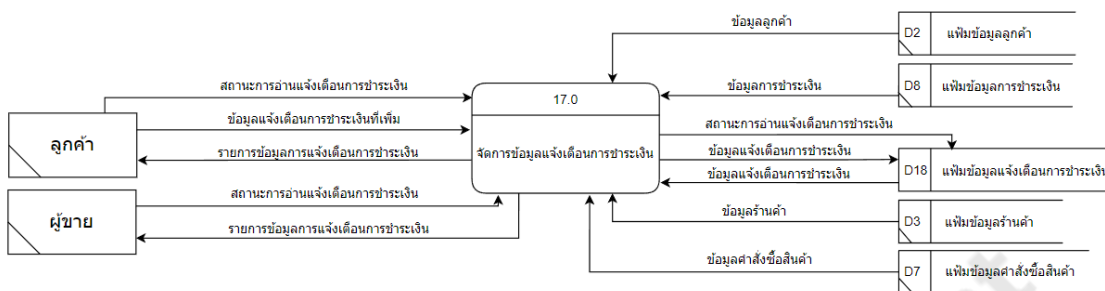 ข้อมูลลูกค้า
D2 แฟ้มข้อมูลลูกค้า
สถานะการอ่านแจ้งเตือนการชำระเงิน
ข้อมูลการชำระเงิน
D8 แฟ้มข้อมูลการชำระเงิน
17.0
ลูกค้า
ข้อมูลแจ้งเตือนการชำระเงินที่เพิ่ม
สถานะการอ่านแจ้งเตือนการชำระเงิน
รายการข้อมูลการแจ้งเตือนการชำระเงิน
จัดการข้อมูลแจ้งเตือนการชำระเงิน
ข้อมูลแจ้งเตือนการชำระเงิน
ข้อมูลแจ้งเตือนการชำระเงิน
D18 แฟ้มข้อมูลแจ้งเตือนการชำระเงิน
สถานะการอ่านแจ้งเตือนการชำระเงิน
ผู้ขาย
ข้อมูลร้านค้า
D3 แฟ้มข้อมูลร้านค้า
รายการข้อมูลการแจ้งเตือนการชำระเงิน
ข้อมูลคำสั่งซื้อสินค้า
D7 แฟ้มข้อมูลคำสั่งซื้อสินค้า